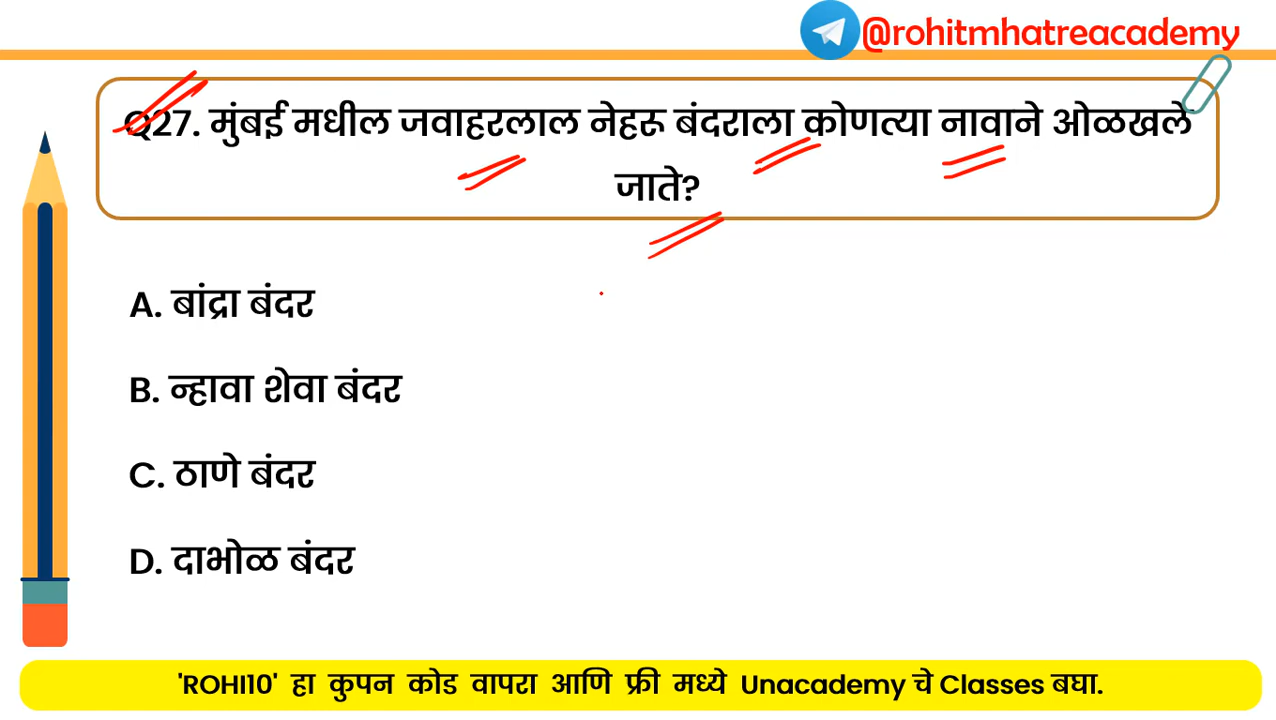 @rohitmhatreacademy
Q27. मुंबई मधील जवाहरलाल नेहरू बंदराला कोणत्या नावाने ओळखले
जाते?
A. बांद्रा बंदर
B. न्हावा शेवा बंदर
C. ठाणे बंदर
D. दाभोळ बंदर
'ROHI10' हा कुपन कोड वापरा आणि फ्री मध्ये Unacademy चे Classes बघा.